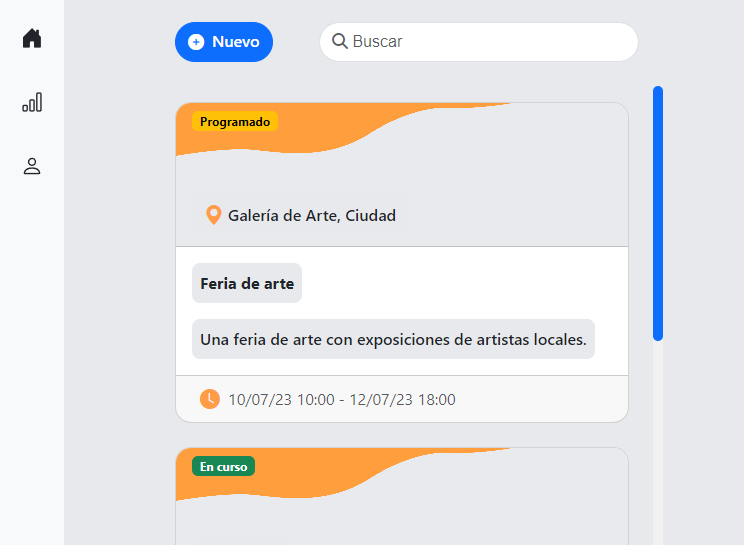 Nuevo
Buscar
Programado
Galería de Arte, Ciudad
Feria de arte
Una feria de arte con exposiciones de artistas locales.
10/07/23 10:00 - 12/07/23 18:00
En curso